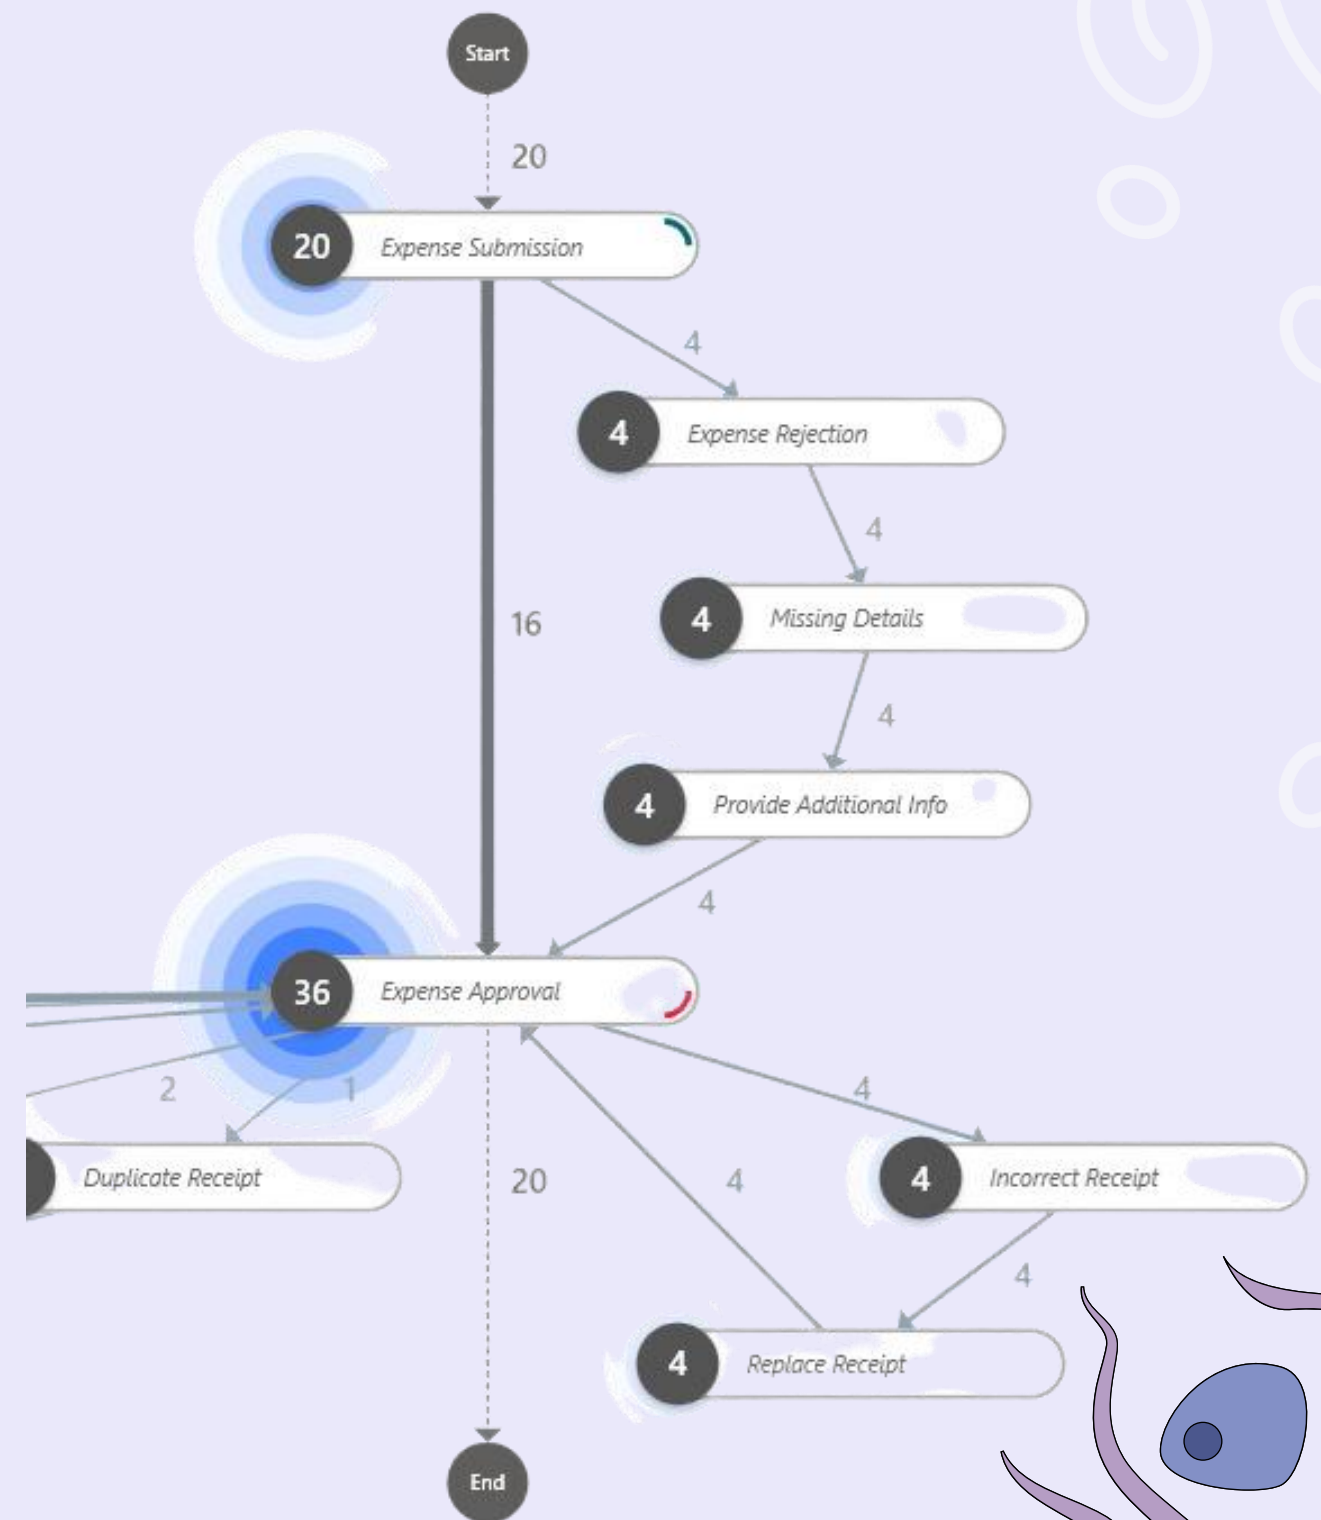 Start
20
20 Expense Submission
4
4 Expense Rejection
4
16
4 Missing Details
4
4 Provide Additional Info
4
36 Expense Approval
2
1
4
Duplicate Receipt
20
4
4 Incorrect Receipt
4
4 Replace Receipt
End